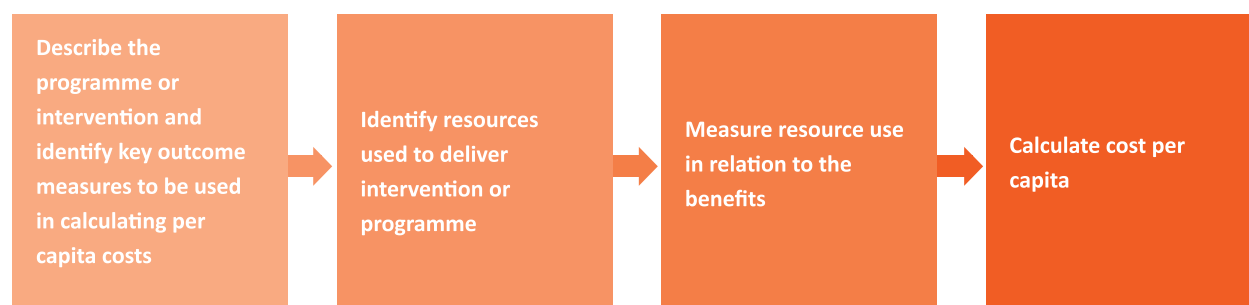 Describe the
programme or
intervention and
identify key outcome
measures to be used
in calculating per
capita costs
Identify resources
used to deliver
intervention or
programme
Measure resource use
in relation to the
benefits
Calculate cost per
capita